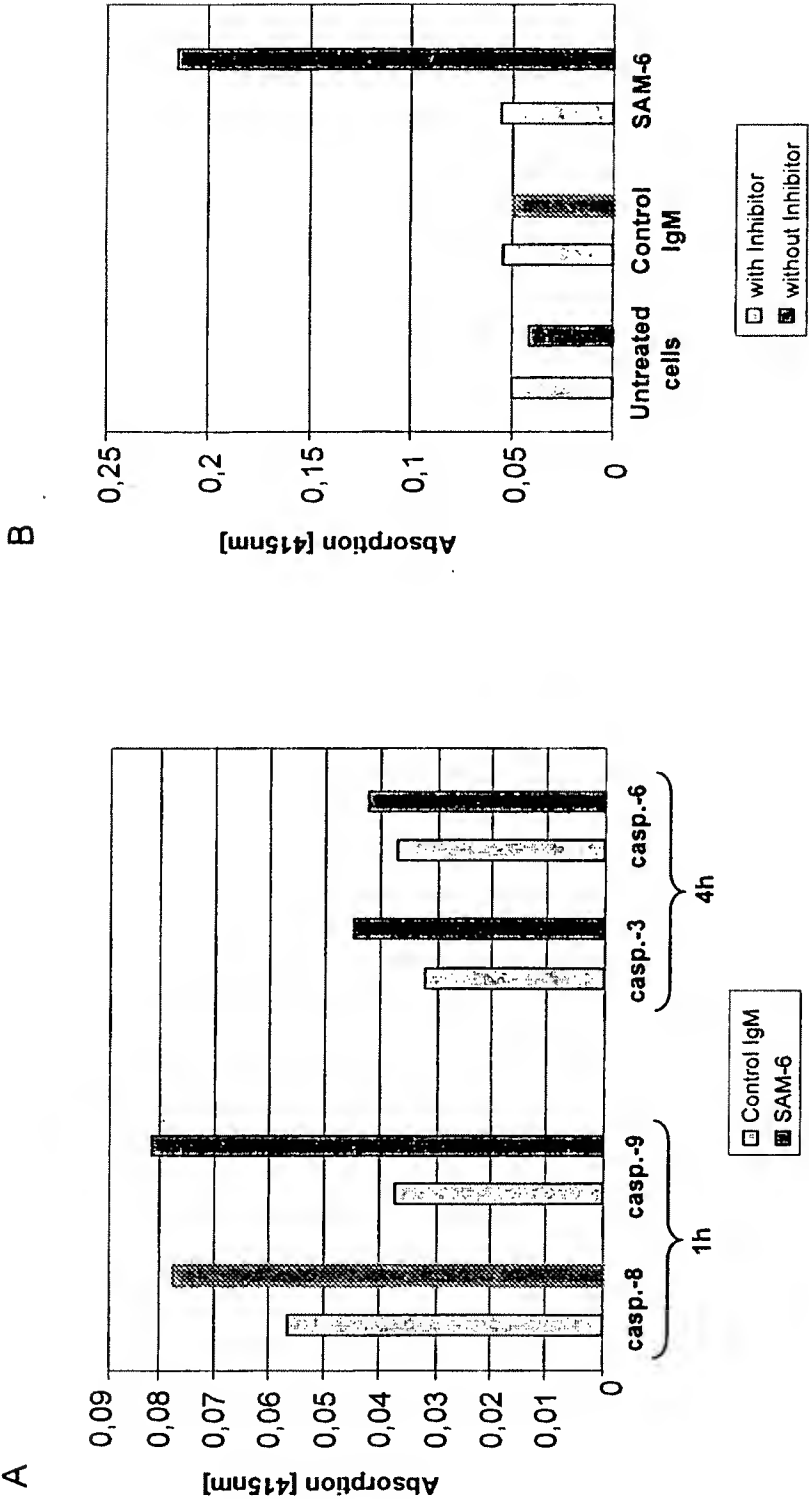 A
Absorption [415nm]
0,09
0,08
0,07
0,06
0,05
0,04
0,03
0,02
0,01
0
casp.-8
casp.-9
casp.-3
casp.-6
1h
4h
Control IgM
SAM-6
B
Absorption [415nm]
0,25
0,2
0,15
0,1
0,05
0
Untreated
cells
Control
IgM
SAM-6
with Inhibitor
without Inhibitor